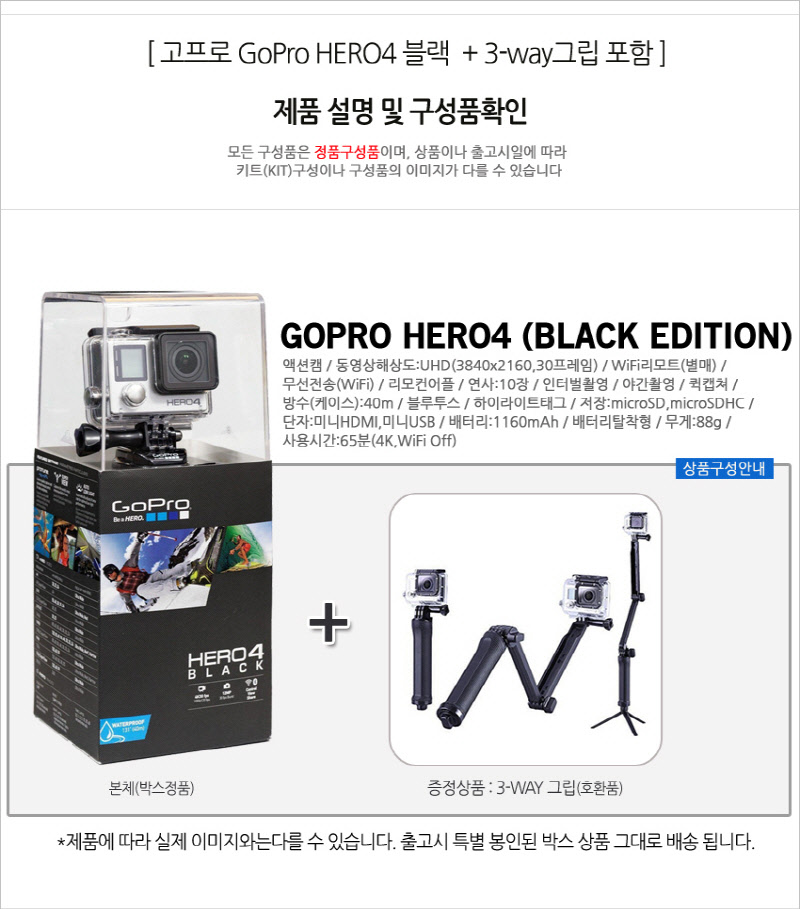 [ 고프로 GoPro HERO4 블랙 + 3-way그립 포함 ]
제품 설명 및 구성품확인
모든 구성품은 정품구성품이며, 상품이나 출고시일에 따라
키트(KIT)구성이나 구성품의 이미지가 다를 수 있습니다
GOPRO HERO4 (BLACK EDITION)
액션캠 / 동영상해상도:UHD(3840x2160,30프레임) / WiFi리모트(별매) /
무선전송(WiFi) / 리모컨어플 / 연사:10장 / 인터벌촬영 / 야간촬영 / 퀵캡쳐 /
방수(케이스):40m / 블루투스 / 하이라이트태그 / 저장:microSD,microSDHC /
단자:미니HDMI,미니USB / 배터리:1160mAh / 배터리탈착형 / 무게:88g /
사용시간:65분(4K,WiFi Off)
상품구성안내
HERO4
GoPro
Be a HERO.
HERO4
BLACK
WATERPROOF
131' (40m)
+
본체(박스정품)
증정상품 : 3-WAY 그립(호환품)
*제품에 따라 실제 이미지와는다를 수 있습니다. 출고시 특별 봉인된 박스 상품 그대로 배송 됩니다.